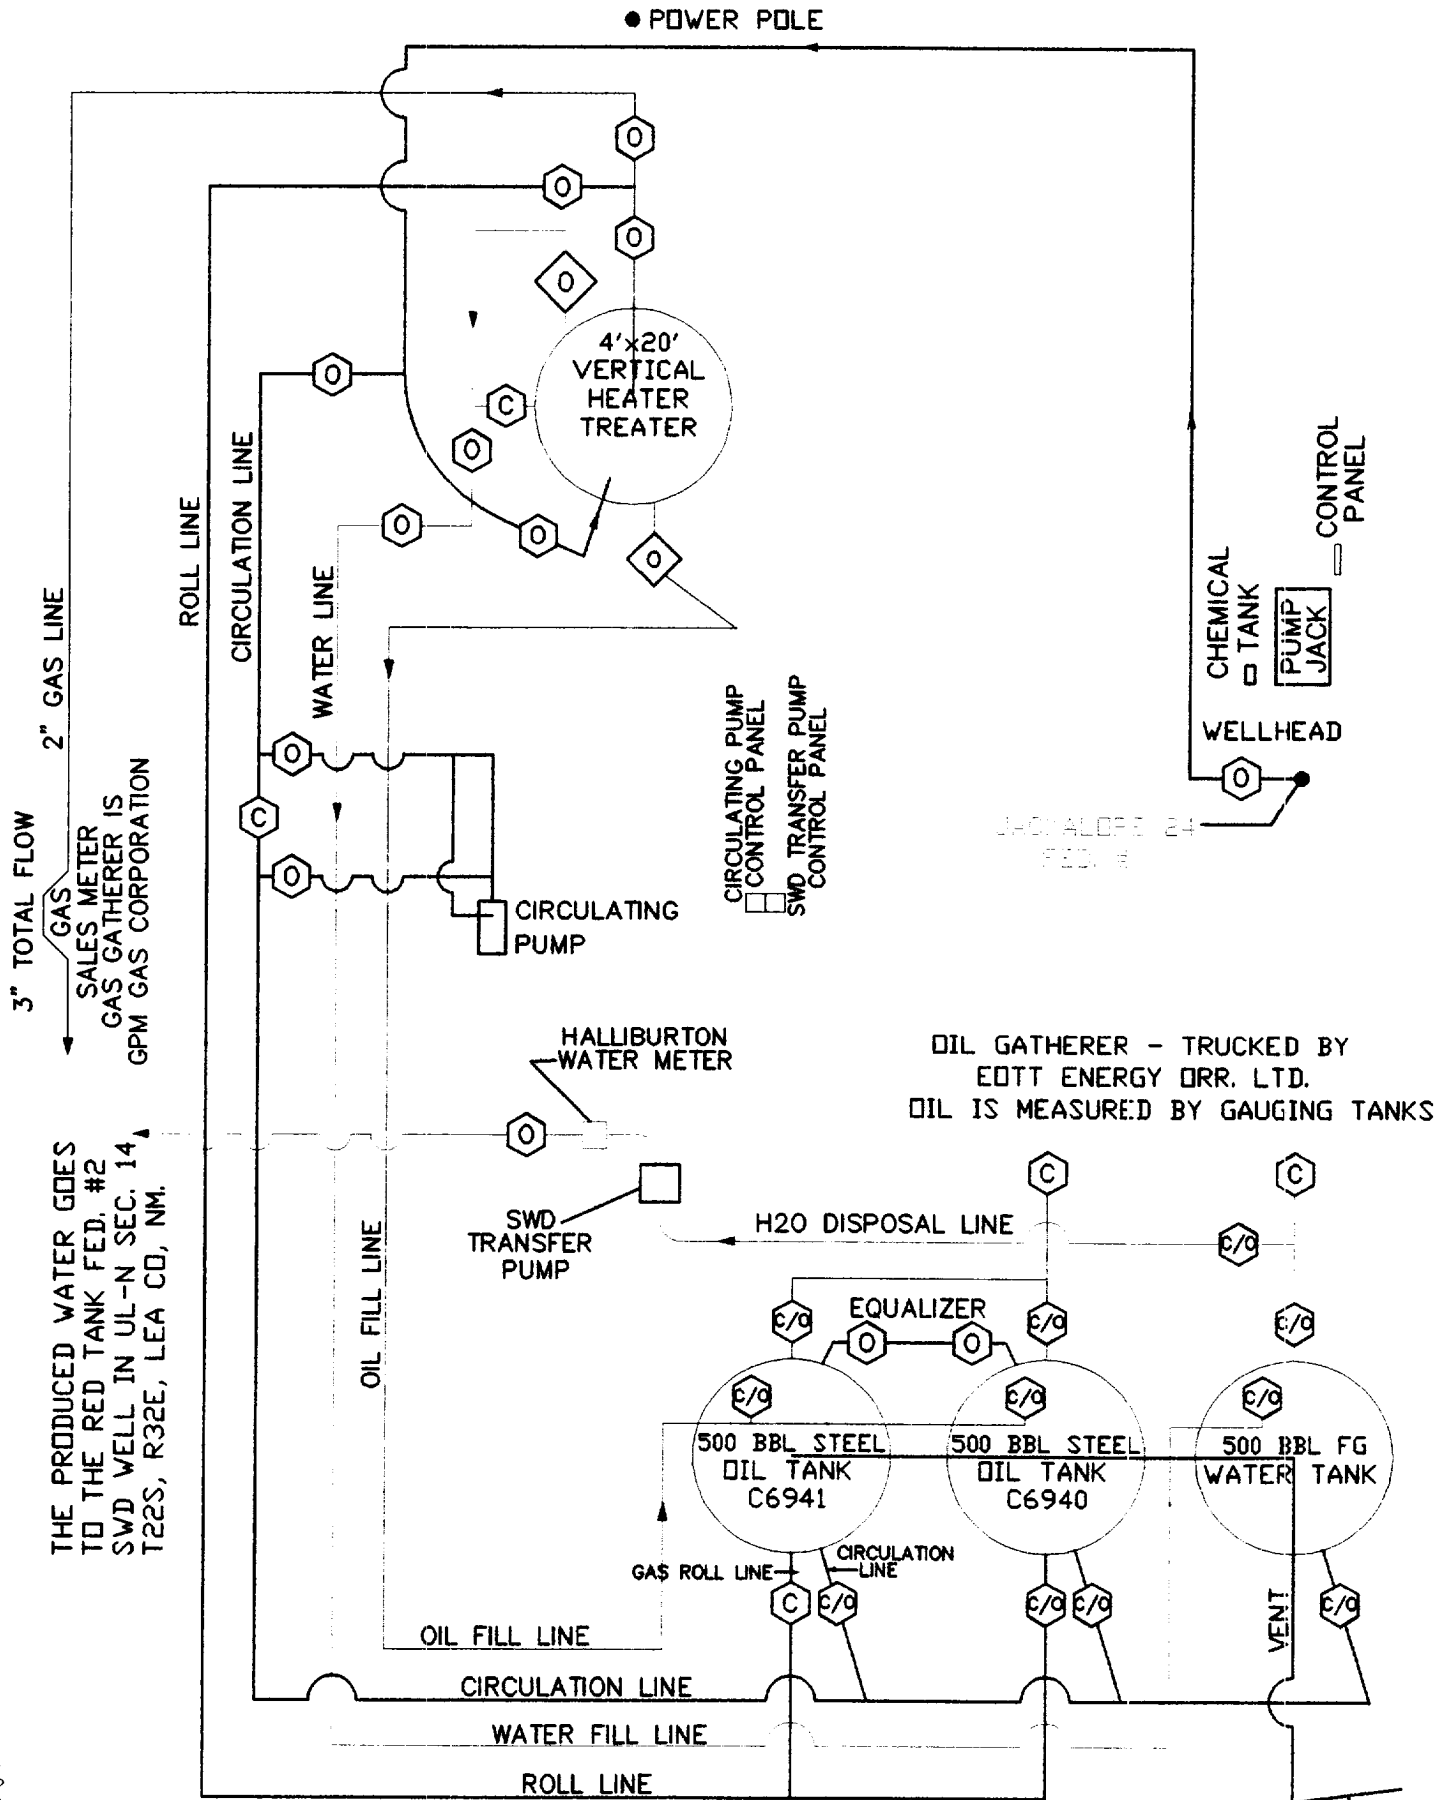 POWER POLE
O
O
O
O
4'x20'
VERTICAL
HEATER
TREATER
O
C
O
O
O
O
ROLL LINE
CIRCULATION LINE
WATER LINE
2" GAS LINE
CONTROL
PANEL
CHEMICAL
TANK
PUMP
JACK
WELLHEAD
O
O
O
C
O
CIRCULATING PUMP
CONTROL PANEL
SWD TRANSFER PUMP
CONTROL PANEL
CIRCULATING
PUMP
3" TOTAL FLOW
GAS
SALES METER
GAS GATHERER IS
GPM GAS CORPORATION
HALLIBURTON
WATER METER
OIL GATHERER - TRUCKED BY
EOTT ENERGY ORR. LTD.
OIL IS MEASURED BY GAUGING TANKS
O
THE PRODUCED WATER GOES
TO THE RED TANK FED. #2
SWD WELL IN UL-N SEC. 14
T22S, R32E, LEA CO, NM.
SWD
TRANSFER
PUMP
C
C
H2O DISPOSAL LINE
C/O
OIL FILL LINE
EQUALIZER
C/O
O
O
C/O
C/O
C/O
C/O
C/O
500 BBL STEEL
OIL TANK
C6941
500 BBL STEEL
OIL TANK
C6940
500 BBL FG
WATER TANK
GAS ROLL LINE
CIRCULATION
LINE
C
C/O
C/O
C/O
C/O
VENT
OIL FILL LINE
CIRCULATION LINE
WATER FILL LINE
ROLL LINE